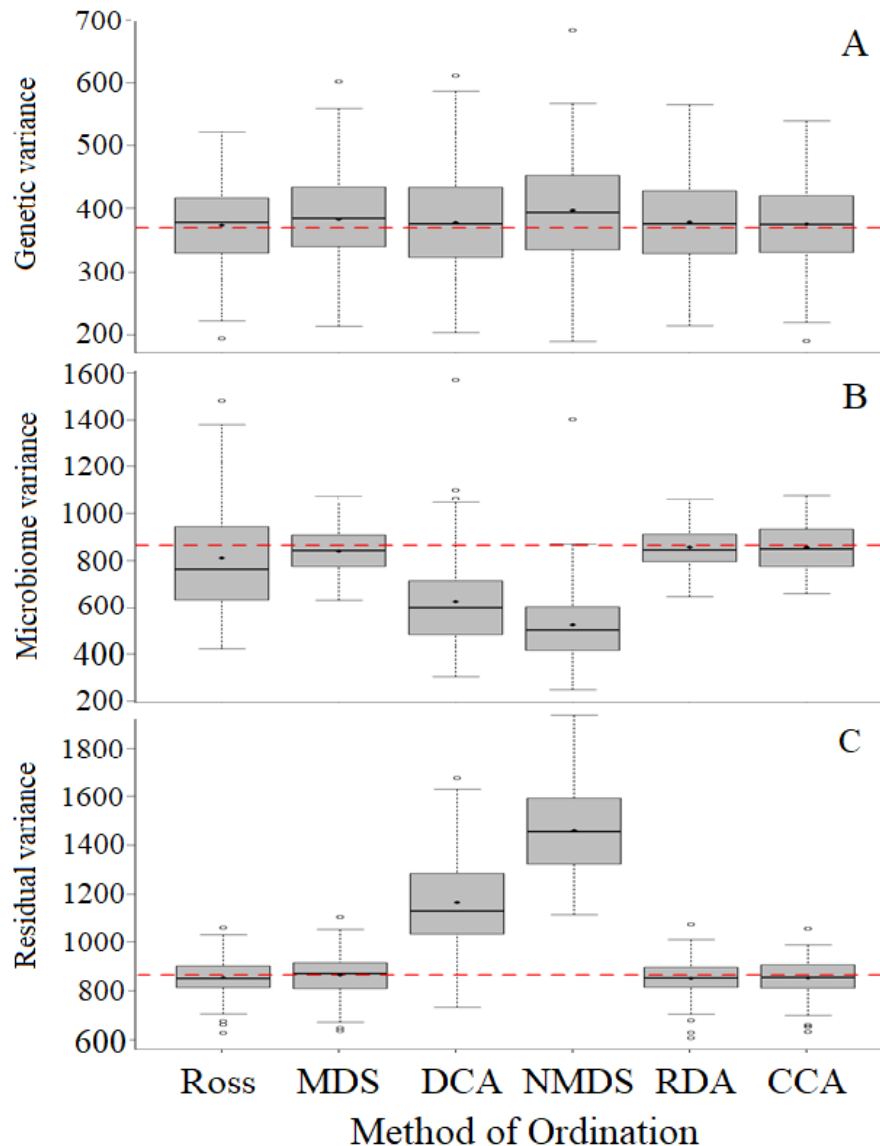 A
Genetic variance
700
600
500
400
300
200
B
Microbiome variance
1600
1400
1200
1000
800
600
400
200
C
Residual variance
1800
1600
1400
1200
1000
800
600
Ross MDS DCA NMDS RDA CCA
Method of Ordination